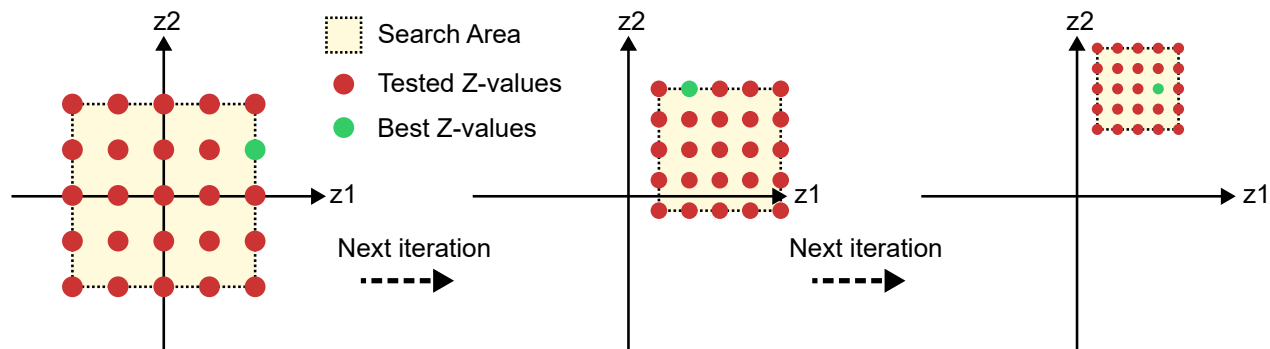 z2
Search Area
Tested Z-values
Best Z-values
z1
Next iteration
z2
z1
Next iteration
z2
z1